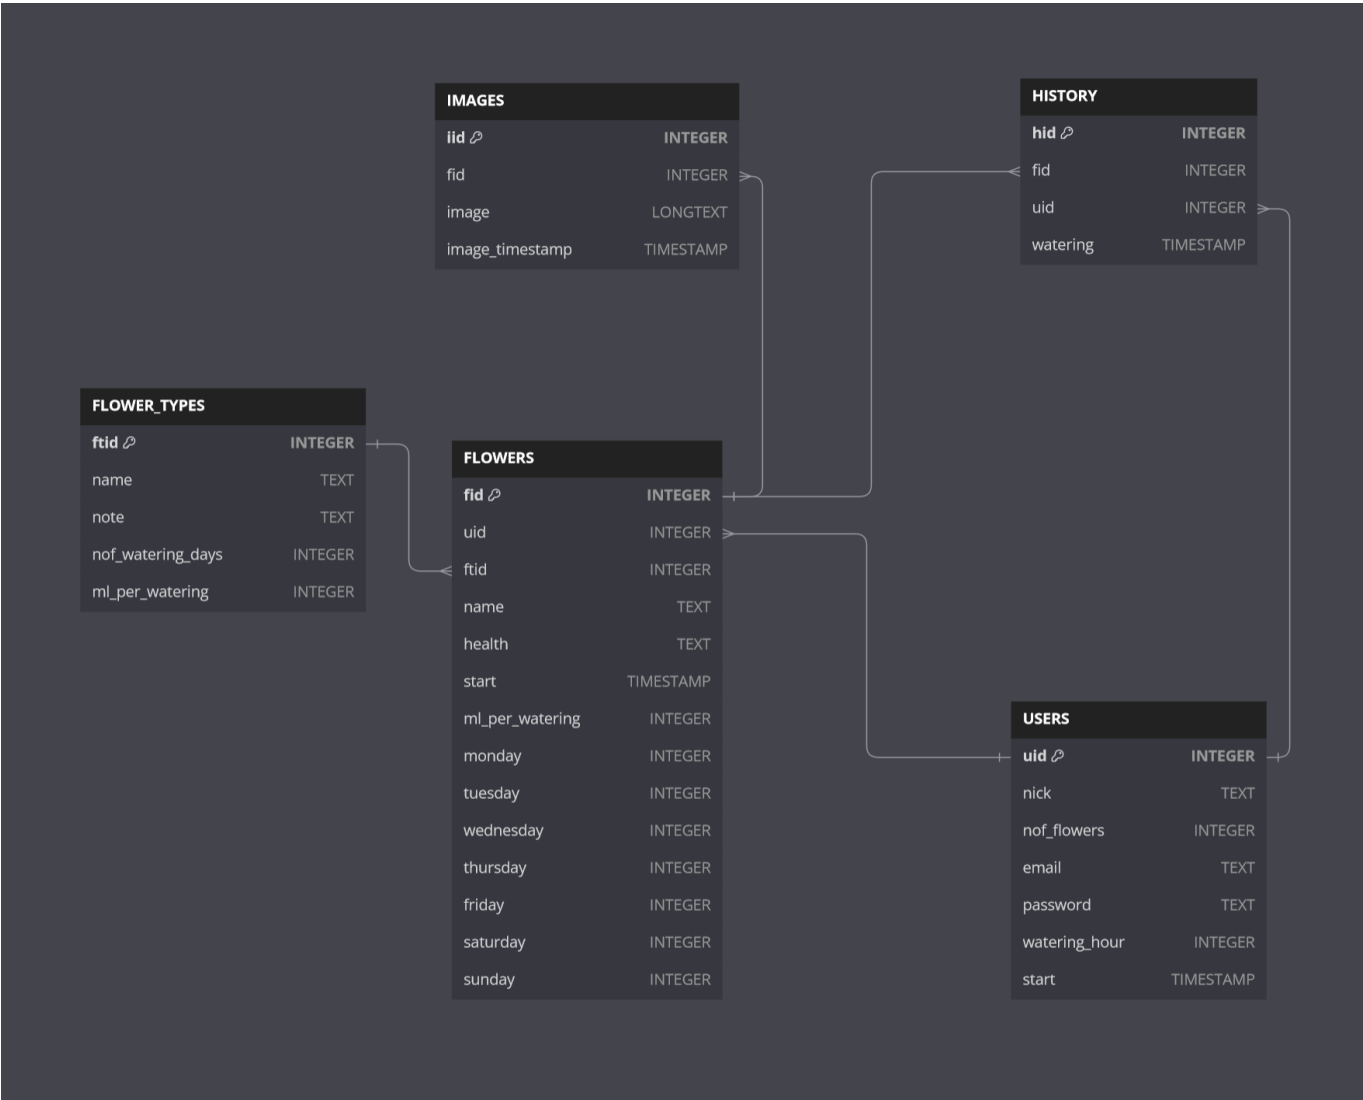 IMAGES
iid INTEGER
fid INTEGER
image LONGTEXT
image_timestamp TIMESTAMP
HISTORY
hid INTEGER
fid INTEGER
uid INTEGER
watering TIMESTAMP
FLOWER_TYPES
ftid INTEGER
name TEXT
note TEXT
nof_watering_days INTEGER
ml_per_watering INTEGER
FLOWERS
fid INTEGER
uid INTEGER
ftid INTEGER
name TEXT
health TEXT
start TIMESTAMP
ml_per_watering INTEGER
monday INTEGER
tuesday INTEGER
wednesday INTEGER
thursday INTEGER
friday INTEGER
saturday INTEGER
sunday INTEGER
USERS
uid INTEGER
nick TEXT
nof_flowers INTEGER
email TEXT
password TEXT
watering_hour INTEGER
start TIMESTAMP